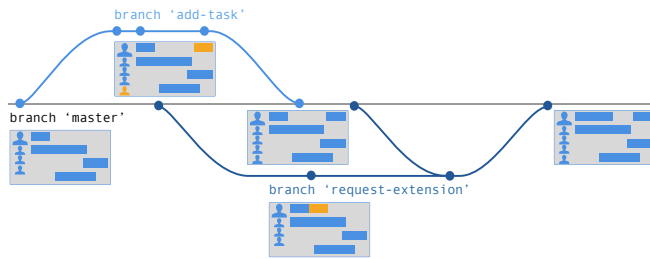 branch ‘add-task’
branch ‘master’
branch ‘request-extension’